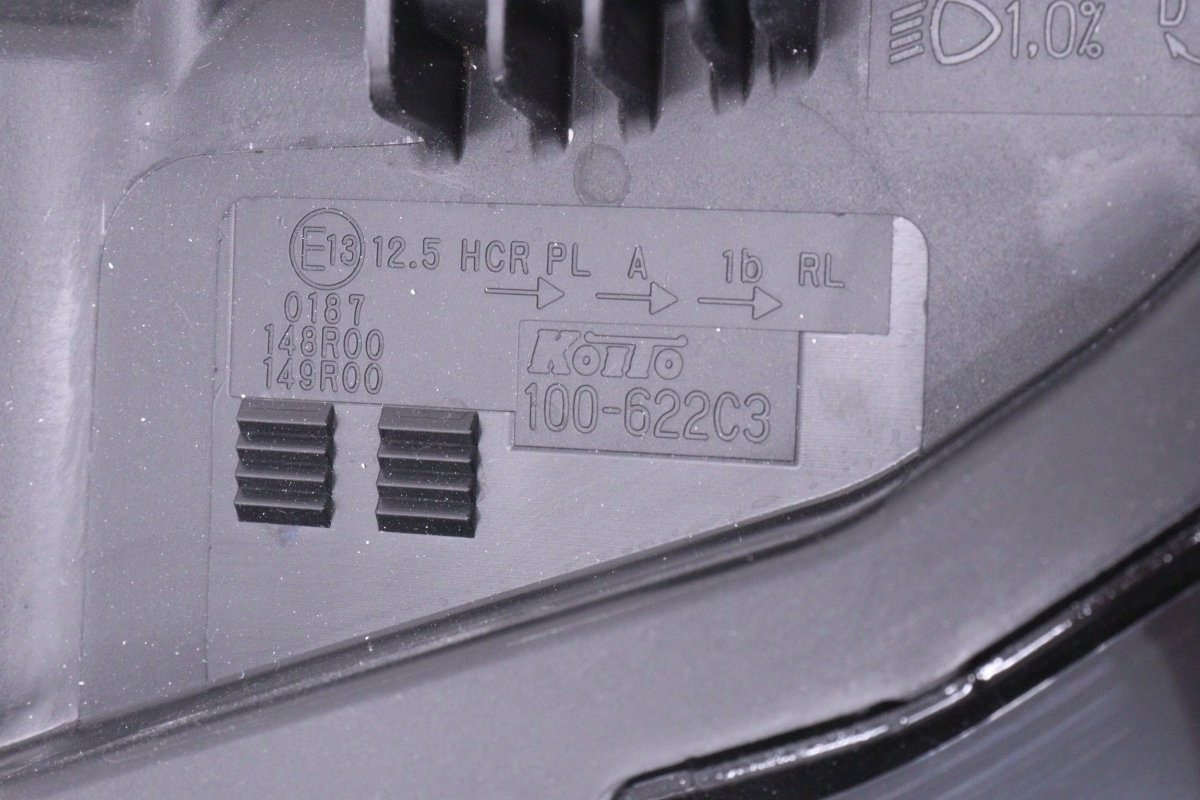 1,0%
D
E13 12.5 HCR PL A 1b RL
0187
148R00
149R00
KOITO
100-622C3